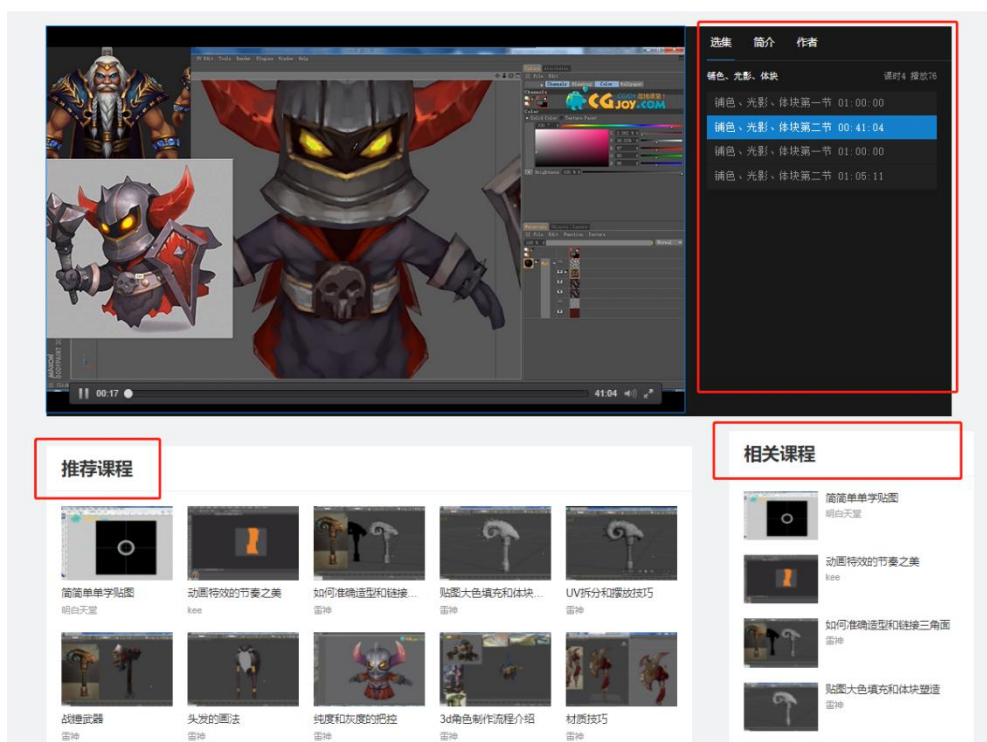 选集 简介 作者
铺色、光影、体块 课时4 播放76
铺色、光影、体块第一节 01:00:00
铺色、光影、体块第二节 00:41:04
铺色、光影、体块第一节 01:00:00
铺色、光影、体块第二节 01:05:11
CGJOY.COM
00:17
41:04
推荐课程
简简单单学贴图
明白天堂
动画特效的节奏之美
kee
如何准确造型和链接...
雷神
贴图大色填充和体块...
雷神
UV拆分和摆放技巧
雷神
战锤武器
雷神
头发的画法
雷神
纯度和灰度的把控
雷神
3d角色制作流程介绍
雷神
材质技巧
雷神
相关课程
简简单单学贴图
明白天堂
动画特效的节奏之美
kee
如何准确造型和链接三角面
雷神
贴图大色填充和体块塑造
雷神